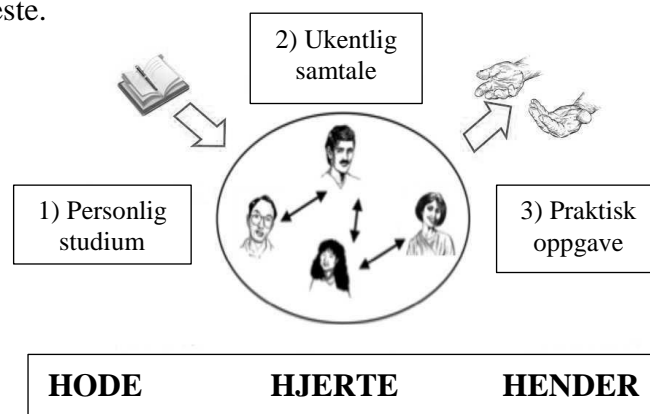 este.
2) Ukentlig
samtale
1) Personlig
studium
3) Praktisk
oppgave
HODE HJERTE HENDER